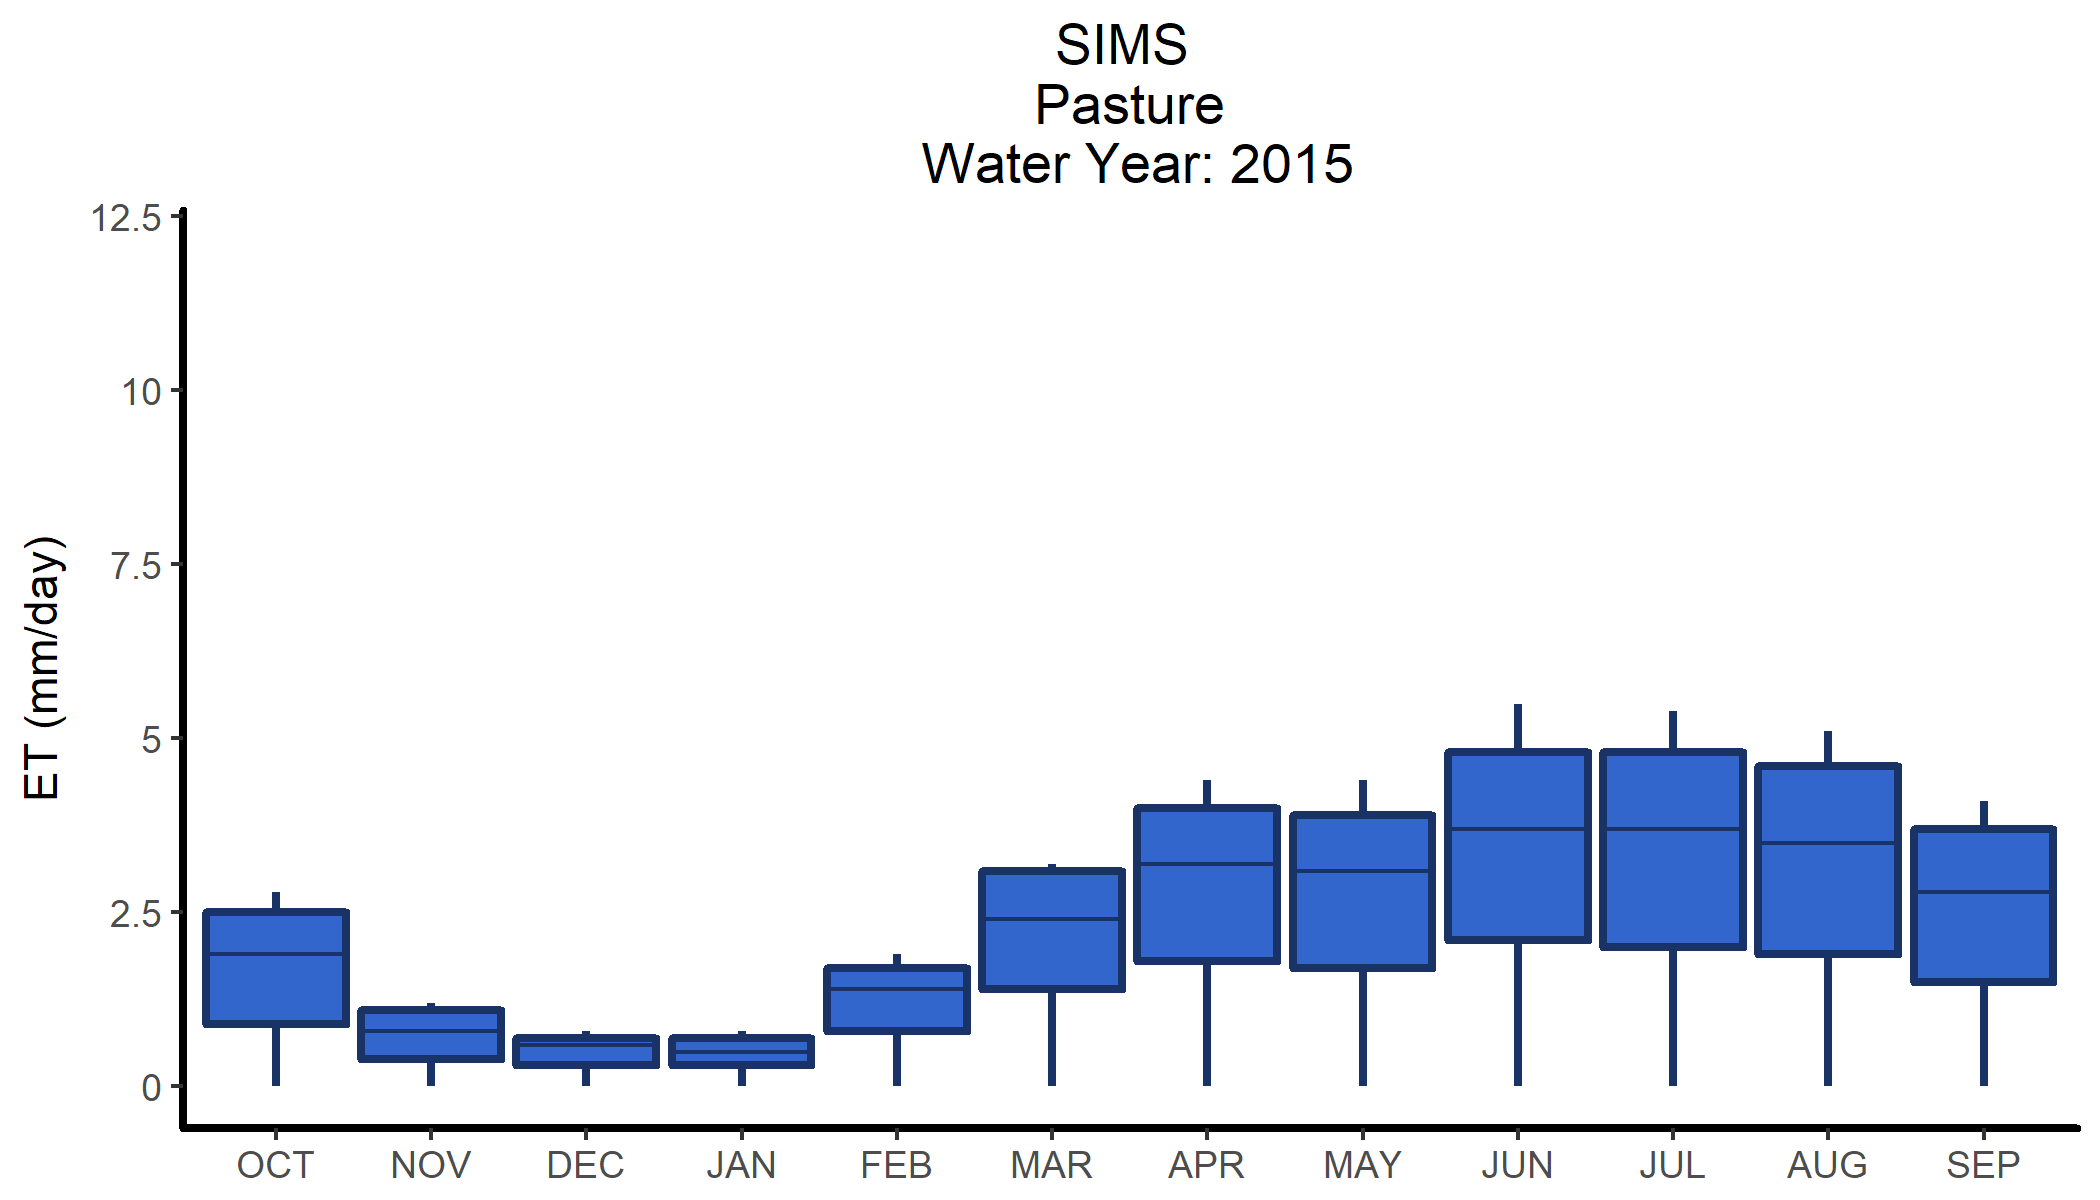 SIMS
Pasture
Water Year: 2015
12.5
10
7.5
5
2.5
0
ET (mm/day)
OCT NOV DEC JAN FEB MAR APR MAY JUN JUL AUG SEP